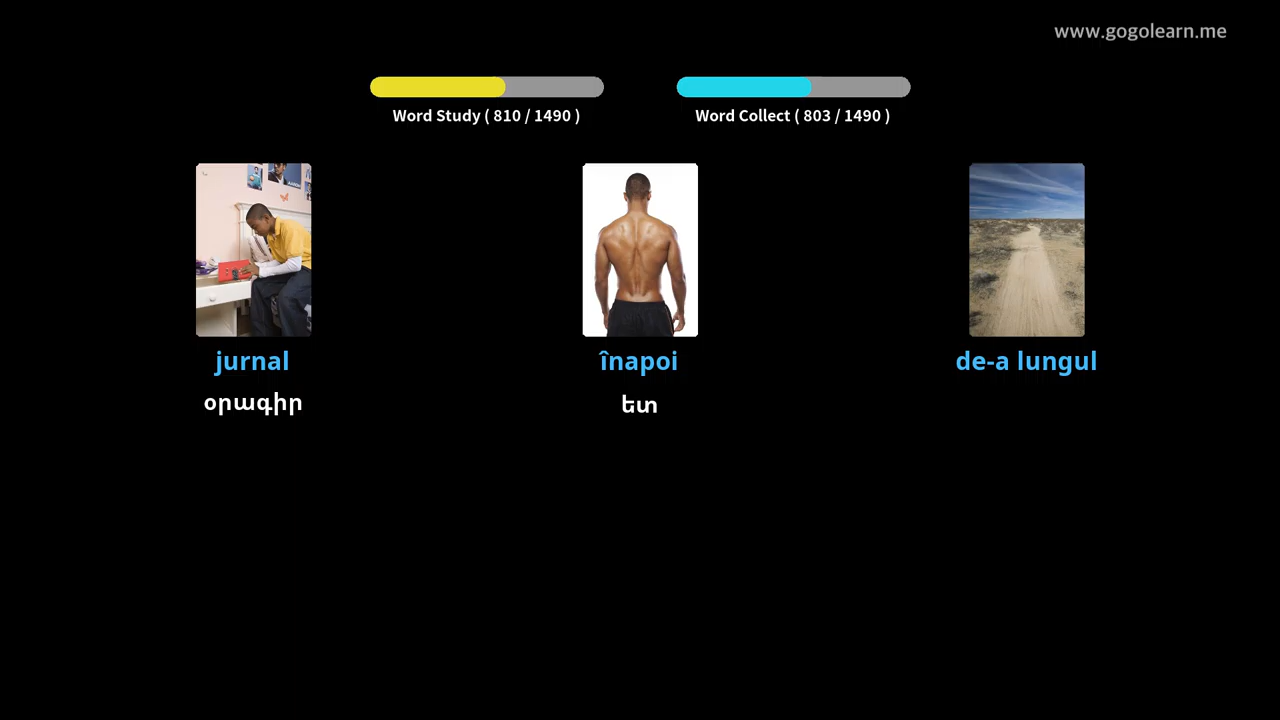 www.gogolearn.me
Word Study ( 810 / 1490 )
Word Collect ( 803 / 1490 )
jurnal
înapoi
de-a lungul
օրագիր
ետ